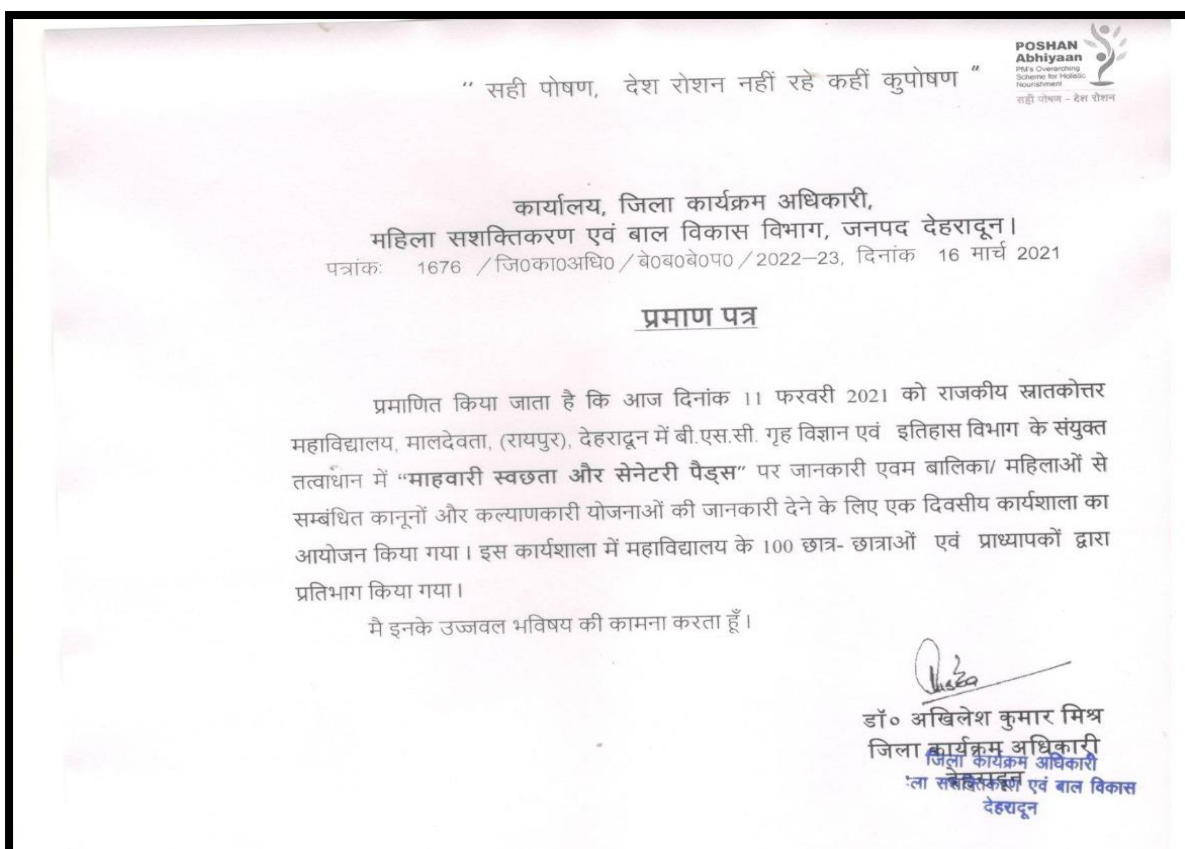 POSHAN
Abhiyaan
PM's Overarching
Scheme for Holistic
Nourishment
सही पोषण – देश रोशन
“ सही पोषण, देश रोशन नहीं रहे कहीं कुपोषण ”
कार्यालय, जिला कार्यक्रम अधिकारी,
महिला सशक्तिकरण एवं बाल विकास विभाग, जनपद देहरादून।
पत्रांकः 1676 /जि0का0अधि0/बे0ब0बे0प0/2022–23, दिनांक 16 मार्च 2021
प्रमाण पत्र
प्रमाणित किया जाता है कि आज दिनांक 11 फरवरी 2021 को राजकीय स्नातकोत्तर
महाविद्यालय, मालदेवता, (रायपुर), देहरादून में बी.एस.सी. गृह विज्ञान एवं इतिहास विभाग के संयुक्त
तत्वाधान में “माहवारी स्वछता और सेनेटरी पैड्स” पर जानकारी एवम बालिका/ महिलाओं से
सम्बंधित कानूनों और कल्याणकारी योजनाओं की जानकारी देने के लिए एक दिवसीय कार्यशाला का
आयोजन किया गया। इस कार्यशाला में महाविद्यालय के 100 छात्र- छात्राओं एवं प्राध्यापकों द्वारा
प्रतिभाग किया गया।
मै इनके उज्जवल भविषय की कामना करता हूँ।
डॉ० अखिलेश कुमार मिश्र
जिला कार्यक्रम अधिकारी
देहरादून
जिला कार्यक्रम अधिकारी
ला सशक्तिकरण एवं बाल विकास
देहरादून